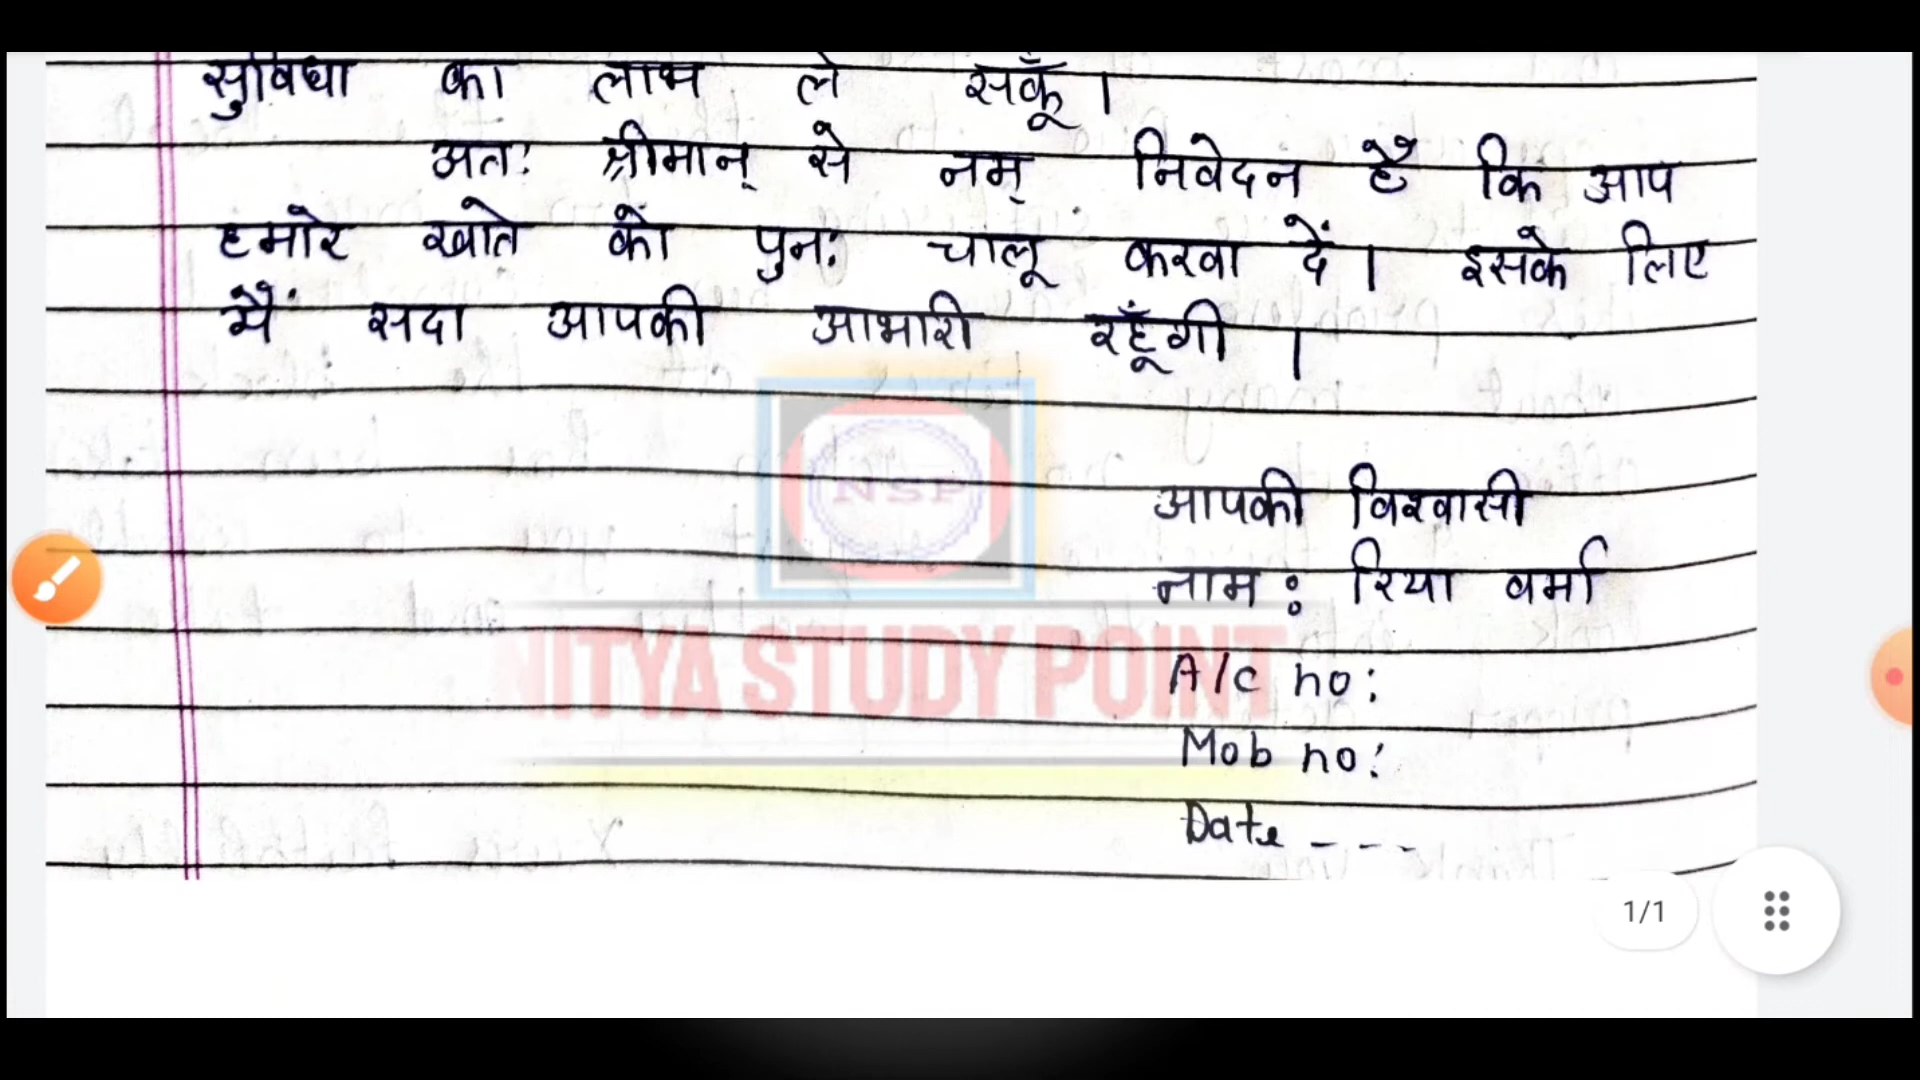 सुविधा का लाभ ले सकूँ।
अतः श्रीमान् से नम् निवेदन है कि आप
हमारे खाते को पुनः चालू करवा दें। इसके लिए
मैं सदा आपकी आभारी रहूँगी।
आपकी विश्वासी
नाम: रिया वर्मा
A/c no:
Mob no:
Date ----
NSP
NITYA STUDY POINT
1/1